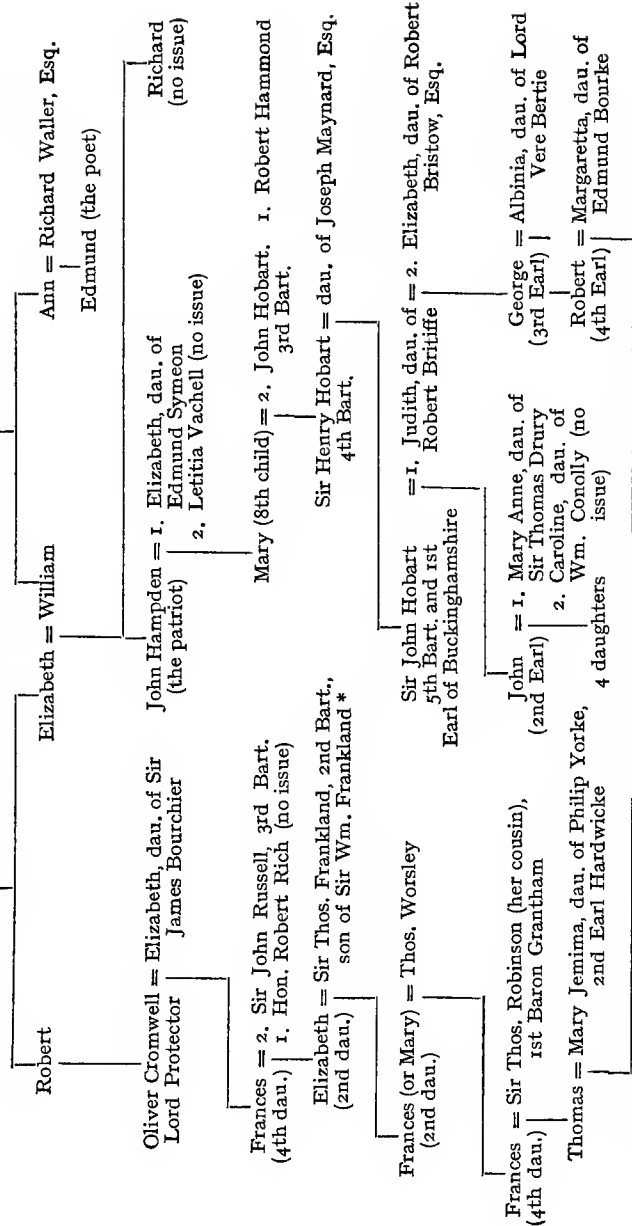 Robert
Elizabeth = William
Ann = Richard Waller, Esq.
Edmund (the poet)
Oliver Cromwell = Elizabeth, dau. of Sir
Lord Protector James Bourchier
John Hampden = 1. Elizabeth, dau. of
(the patriot) Edmund Symeon
2. Letitia Vachell (no issue)
Richard
(no issue)
Frances = 2. Sir John Russell, 3rd Bart.
(4th dau.) 1. Hon. Robert Rich (no issue)
Mary (8th child) = 2. John Hobart. 1. Robert Hammond
3rd Bart.
Elizabeth = Sir Thos. Frankland, 2nd Bart.,
(2nd dau.) son of Sir Wm. Frankland *
Sir Henry Hobart = dau. of Joseph Maynard, Esq.
4th Bart.
Frances (or Mary) = Thos. Worsley
(2nd dau.)
Sir John Hobart = 1. Judith, dau. of = 2. Elizabeth, dau. of Robert
5th Bart. and 1st Robert Britiffe Bristow, Esq.
Earl of Buckinghamshire
Frances = Sir Thos. Robinson (her cousin),
(4th dau.) 1st Baron Grantham
John = 1. Mary Anne, dau. of
(2nd Earl) Sir Thomas Drury
2. Caroline, dau. of
Wm. Conolly (no
issue)
4 daughters
George = Albinia, dau. of Lord
(3rd Earl) Vere Bertie
Robert = Margaretta, dau. of
(4th Earl) Edmund Bourke
Thomas = Mary Jemima, dau. of Philip Yorke,
2nd Earl Hardwicke